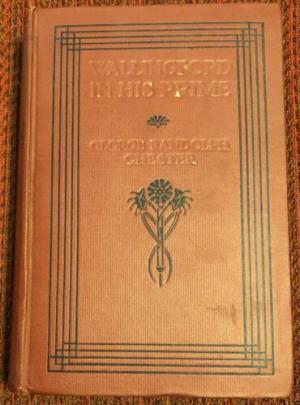 WALLINGFORD
IN HIS PRIME
GEORGE RANDOLPH
CHESTER